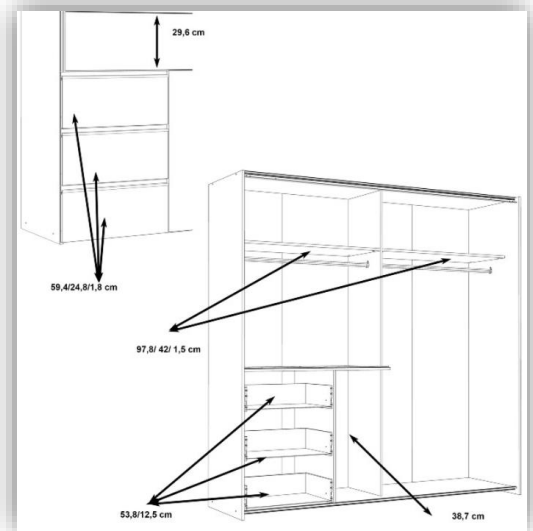 29,6 cm
59,4/24,8/1,8 cm
97,8/ 42/ 1,5 cm
53,8/12,5 cm
38,7 cm